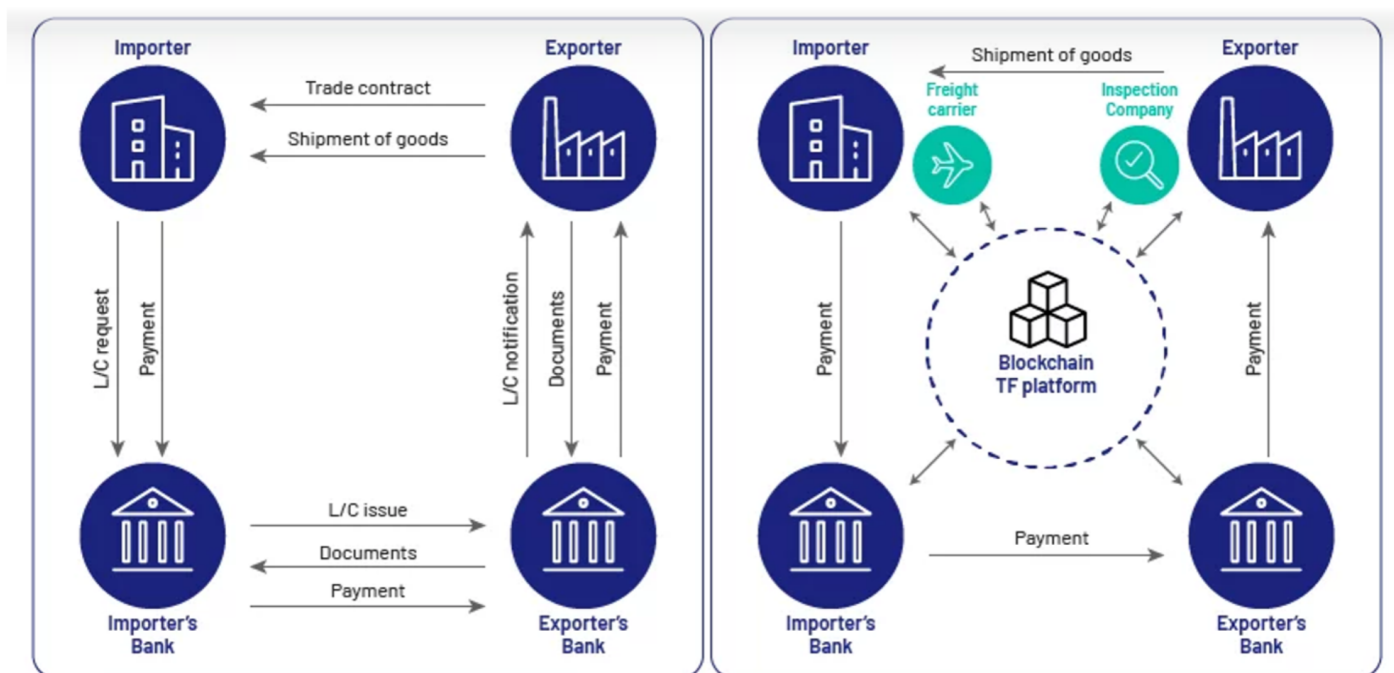 Importer
Exporter
Trade contract
Shipment of goods
L/C request
Payment
L/C notification
Documents
Payment
L/C issue
Documents
Payment
Importer's
Bank
Exporter's
Bank
Importer
Shipment of goods
Exporter
Freight
carrier
Inspection
Company
Payment
Blockchain
TF platform
Payment
Payment
Importer's
Bank
Exporter's
Bank